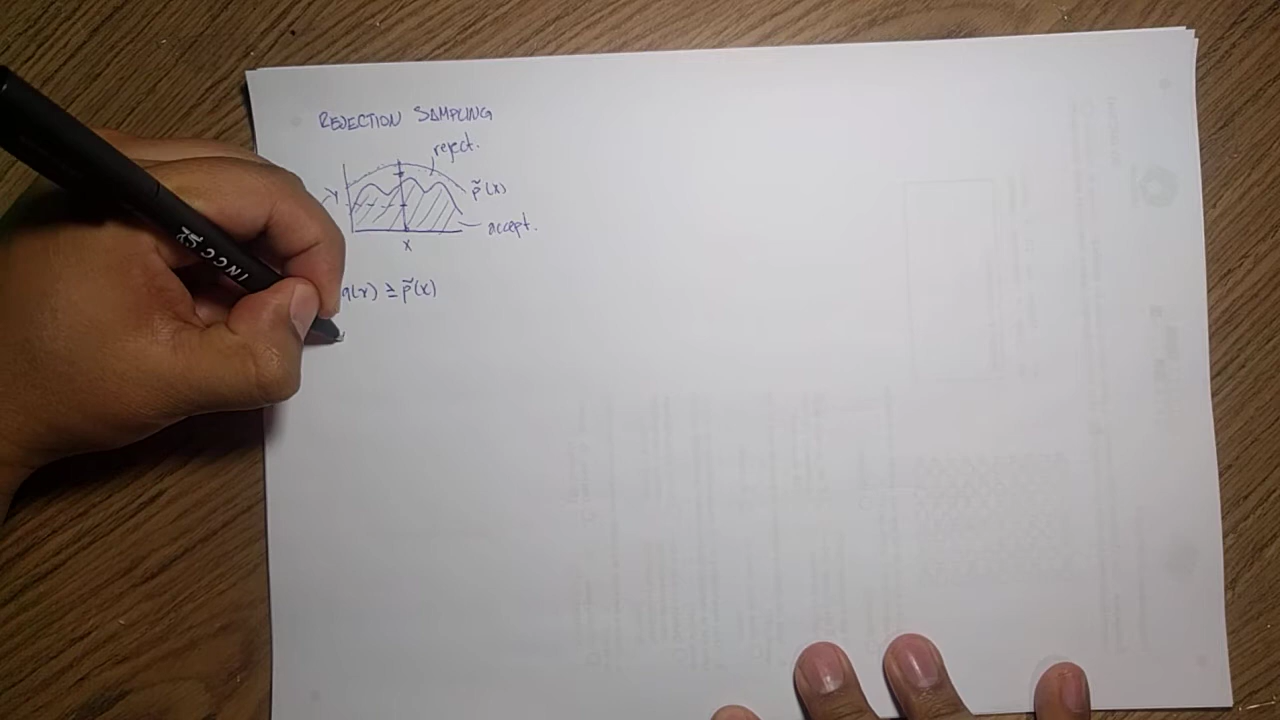 REJECTION SAMPLING
reject.
y
p̃(x)
accept.
x
q(x) ≥ p̃(x)